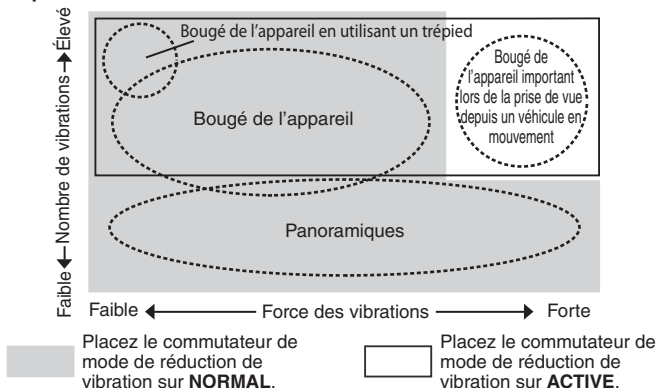 Bougé de l'appareil en utilisant un trépied
Bougé de
l'appareil important
lors de la prise de vue
depuis un véhicule en
mouvement
Bougé de l'appareil
Panoramiques
Faible Nombre de vibrations Élevé
Faible Force des vibrations Forte
Placez le commutateur de
mode de réduction de
vibration sur NORMAL.
Placez le commutateur de
mode de réduction de
vibration sur ACTIVE.